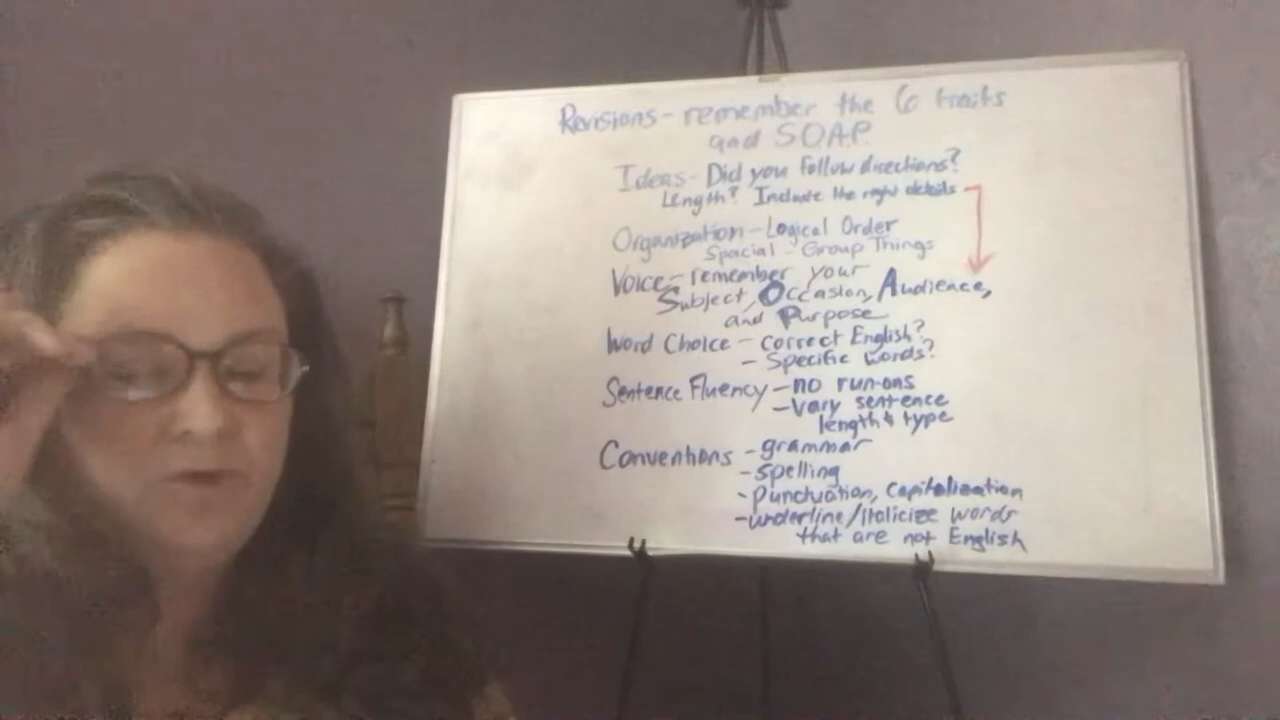 Revisions - remember the 6 traits
and S.O.A.P.
Ideas - Did you follow directions?
Length? Include the right details
Organization - Logical Order
Spacial - Group Things
Voice - remember your
Subject, Occasion, Audience,
and Purpose
Word Choice - correct English?
- Specific words?
Sentence Fluency - no run-ons
- Vary sentence
length & type
Conventions - grammar
- spelling
- Punctuation, Capitalization
- underline/italicize words
that are not English